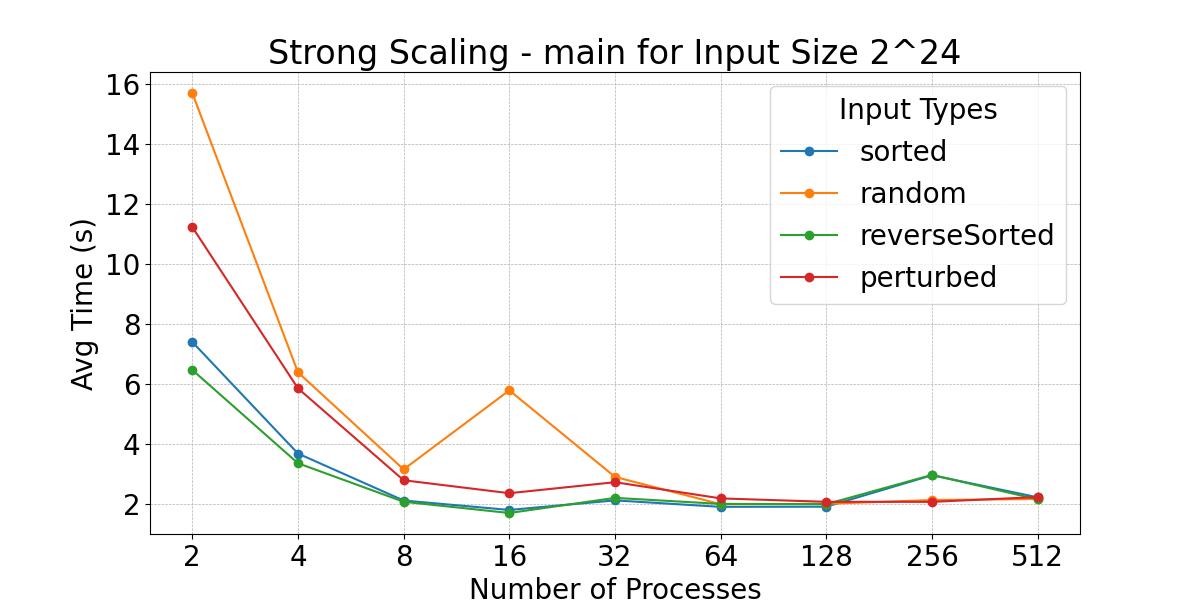 Strong Scaling - main for Input Size 2^24
16
14
12
10
8
6
4
2
Avg Time (s)
Input Types
sorted
random
reverseSorted
perturbed
2 4 8 16 32 64 128 256 512
Number of Processes